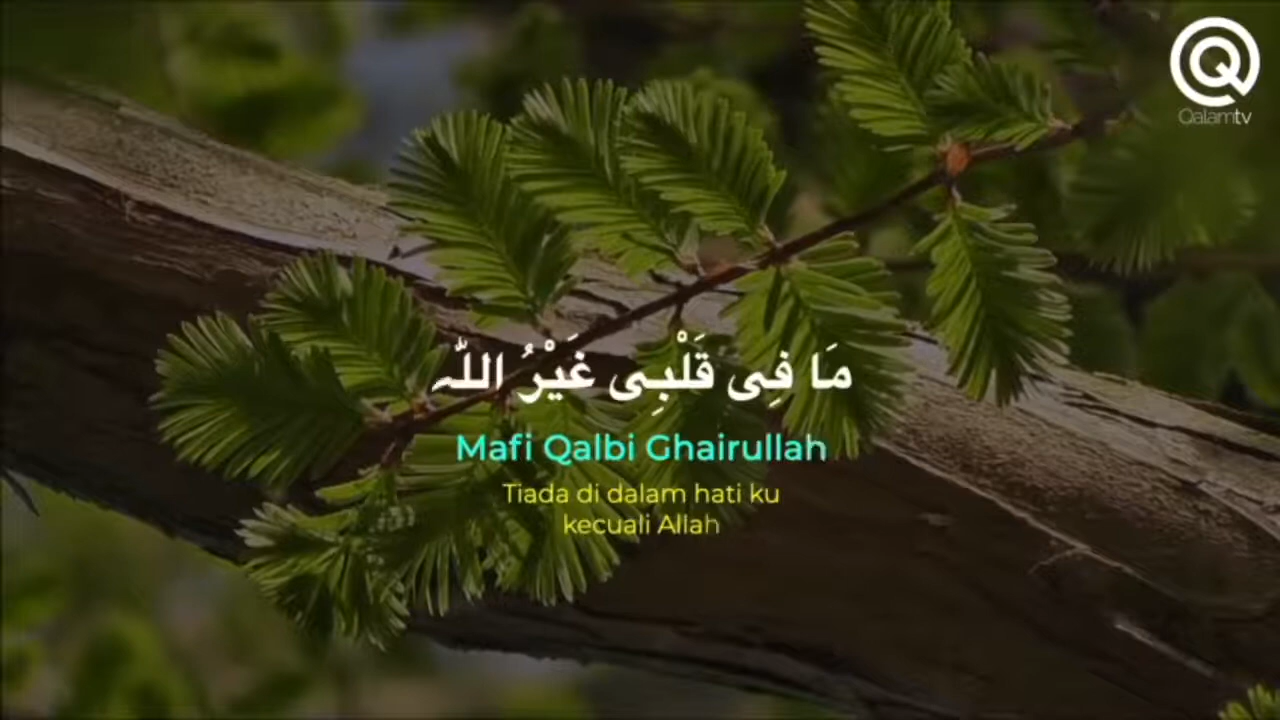 Qalamtv
مَا فِى قَلْبِى غَيْرُ اللّٰه
Mafi Qalbi Ghairullah
Tiada di dalam hati ku
kecuali Allah